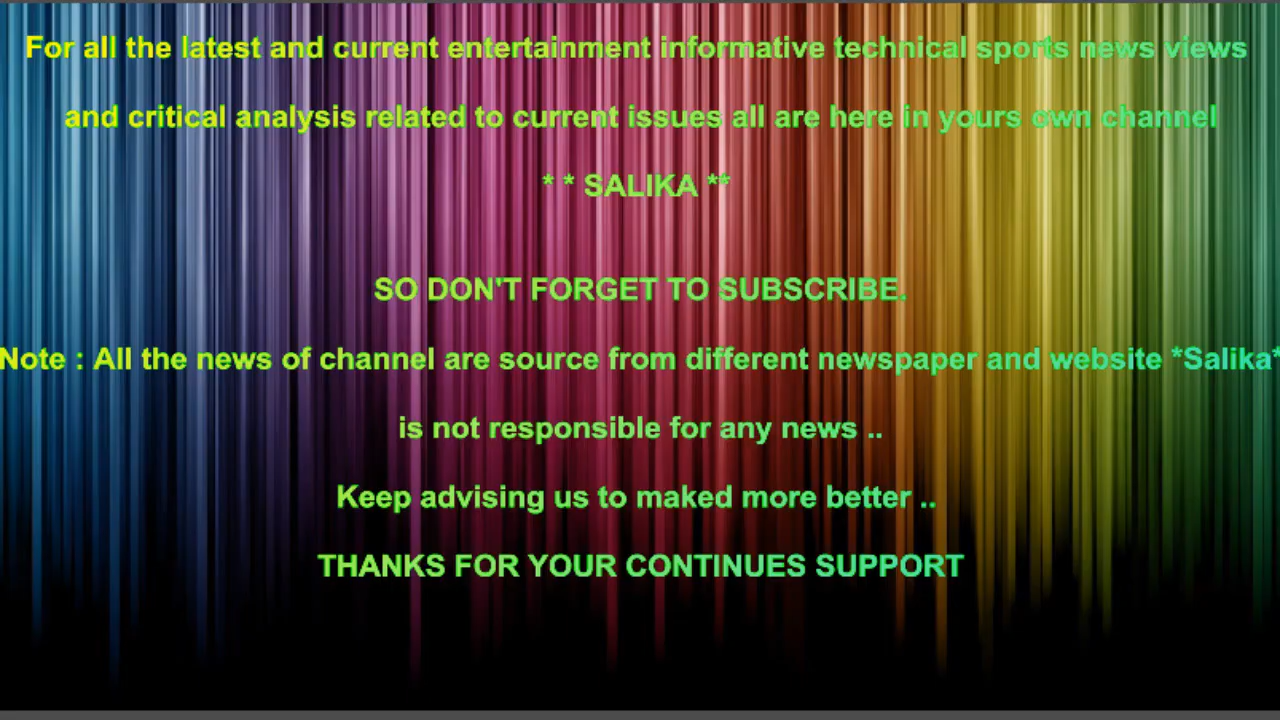 For all the latest and current entertainment informative technical sports news views
and critical analysis related to current issues all are here in yours own channel
* * SALIKA **
SO DON'T FORGET TO SUBSCRIBE.
Note : All the news of channel are source from different newspaper and website *Salika*
is not responsible for any news ..
Keep advising us to maked more better ..
THANKS FOR YOUR CONTINUES SUPPORT